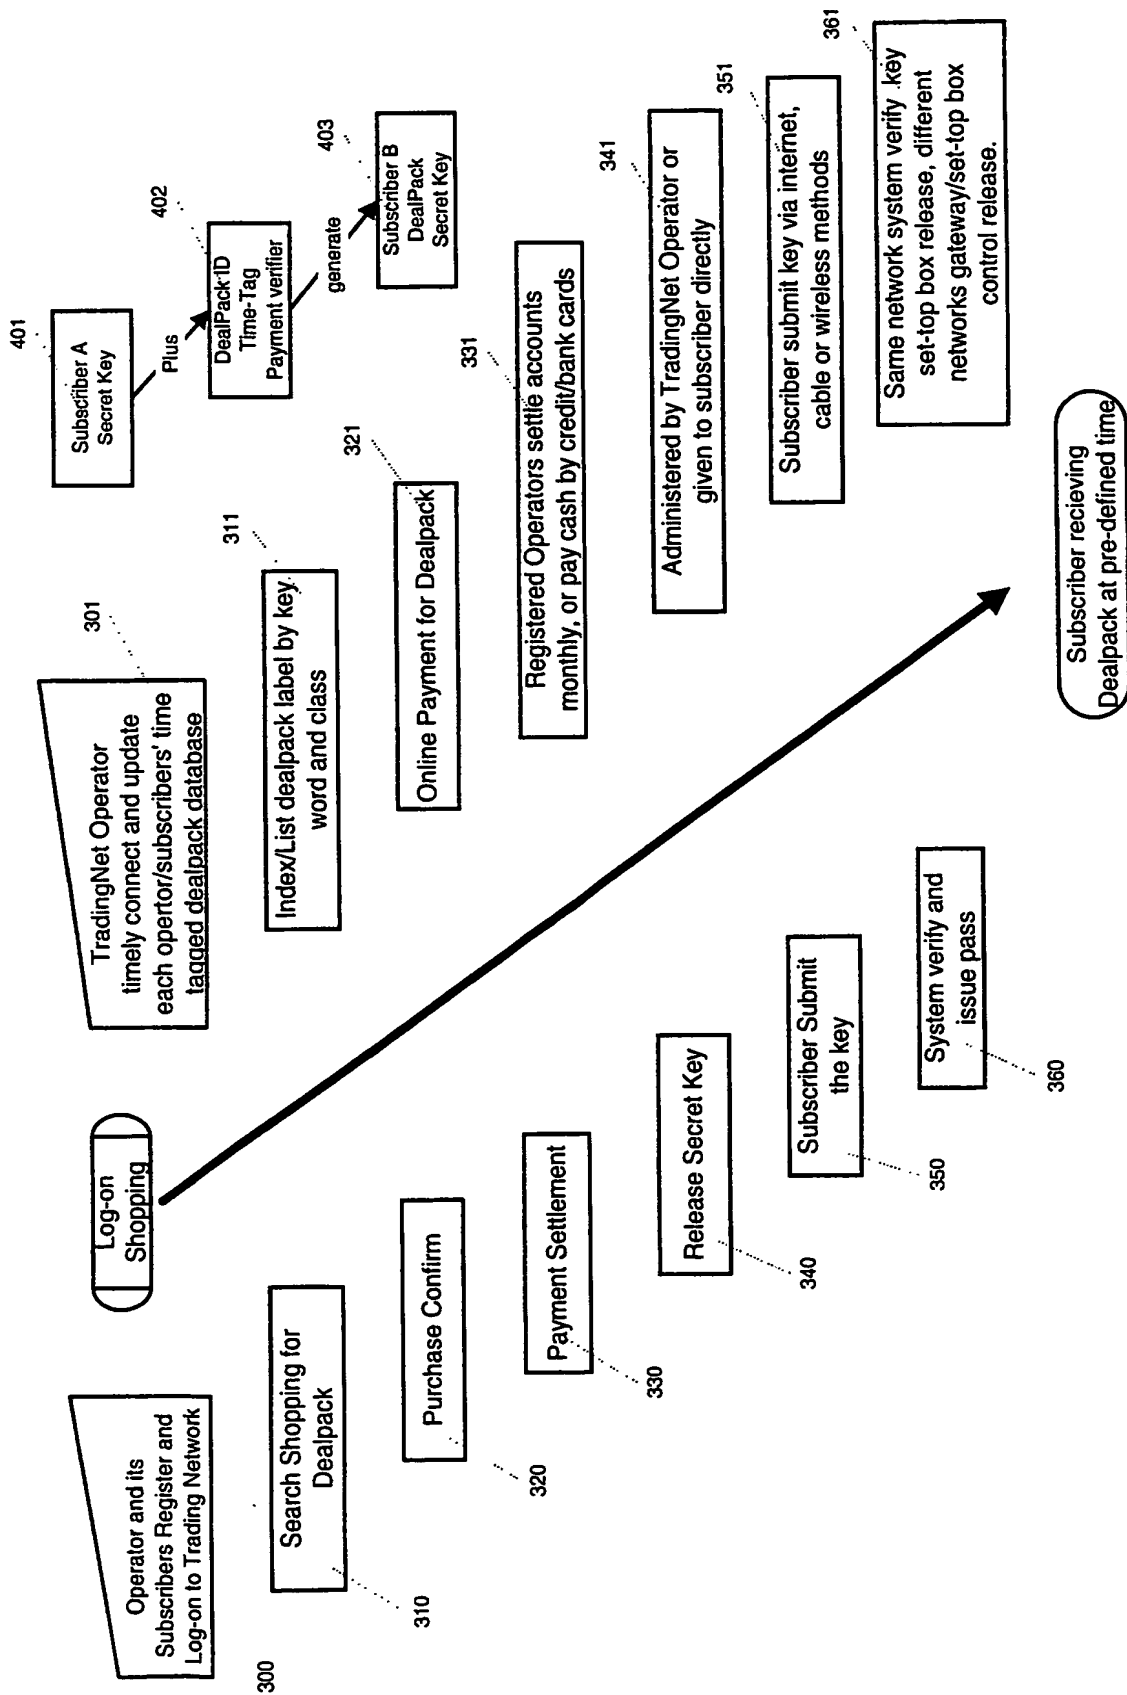 Operator and its
Subscribers Register and
Log-on to Trading Network
300
Log-on
Shopping
TradingNet Operator
timely connect and update
each opertor/subscribers' time
tagged dealpack database
301
Subscriber A
Secret Key
401
Plus
DealPack ID
Time-Tag
Payment verifier
402
generate
Subscriber B
DealPack
Secret Key
403
Search Shopping for
Dealpack
310
Index/List dealpack label by key
word and class
311
Purchase Confirm
320
Online Payment for Dealpack
321
Payment Settlement
330
Registered Operators settle accounts
monthly, or pay cash by credit/bank cards
331
Release Secret Key
340
Administered by TradingNet Operator or
given to subscriber directly
341
Subscriber Submit
the key
350
Subscriber submit key via internet,
cable or wireless methods
351
System verify and
issue pass
360
Same network system verify .key
set-top box release, different
networks gateway/set-top box
control release.
361
Subscriber recieving
Dealpack at pre-defined time